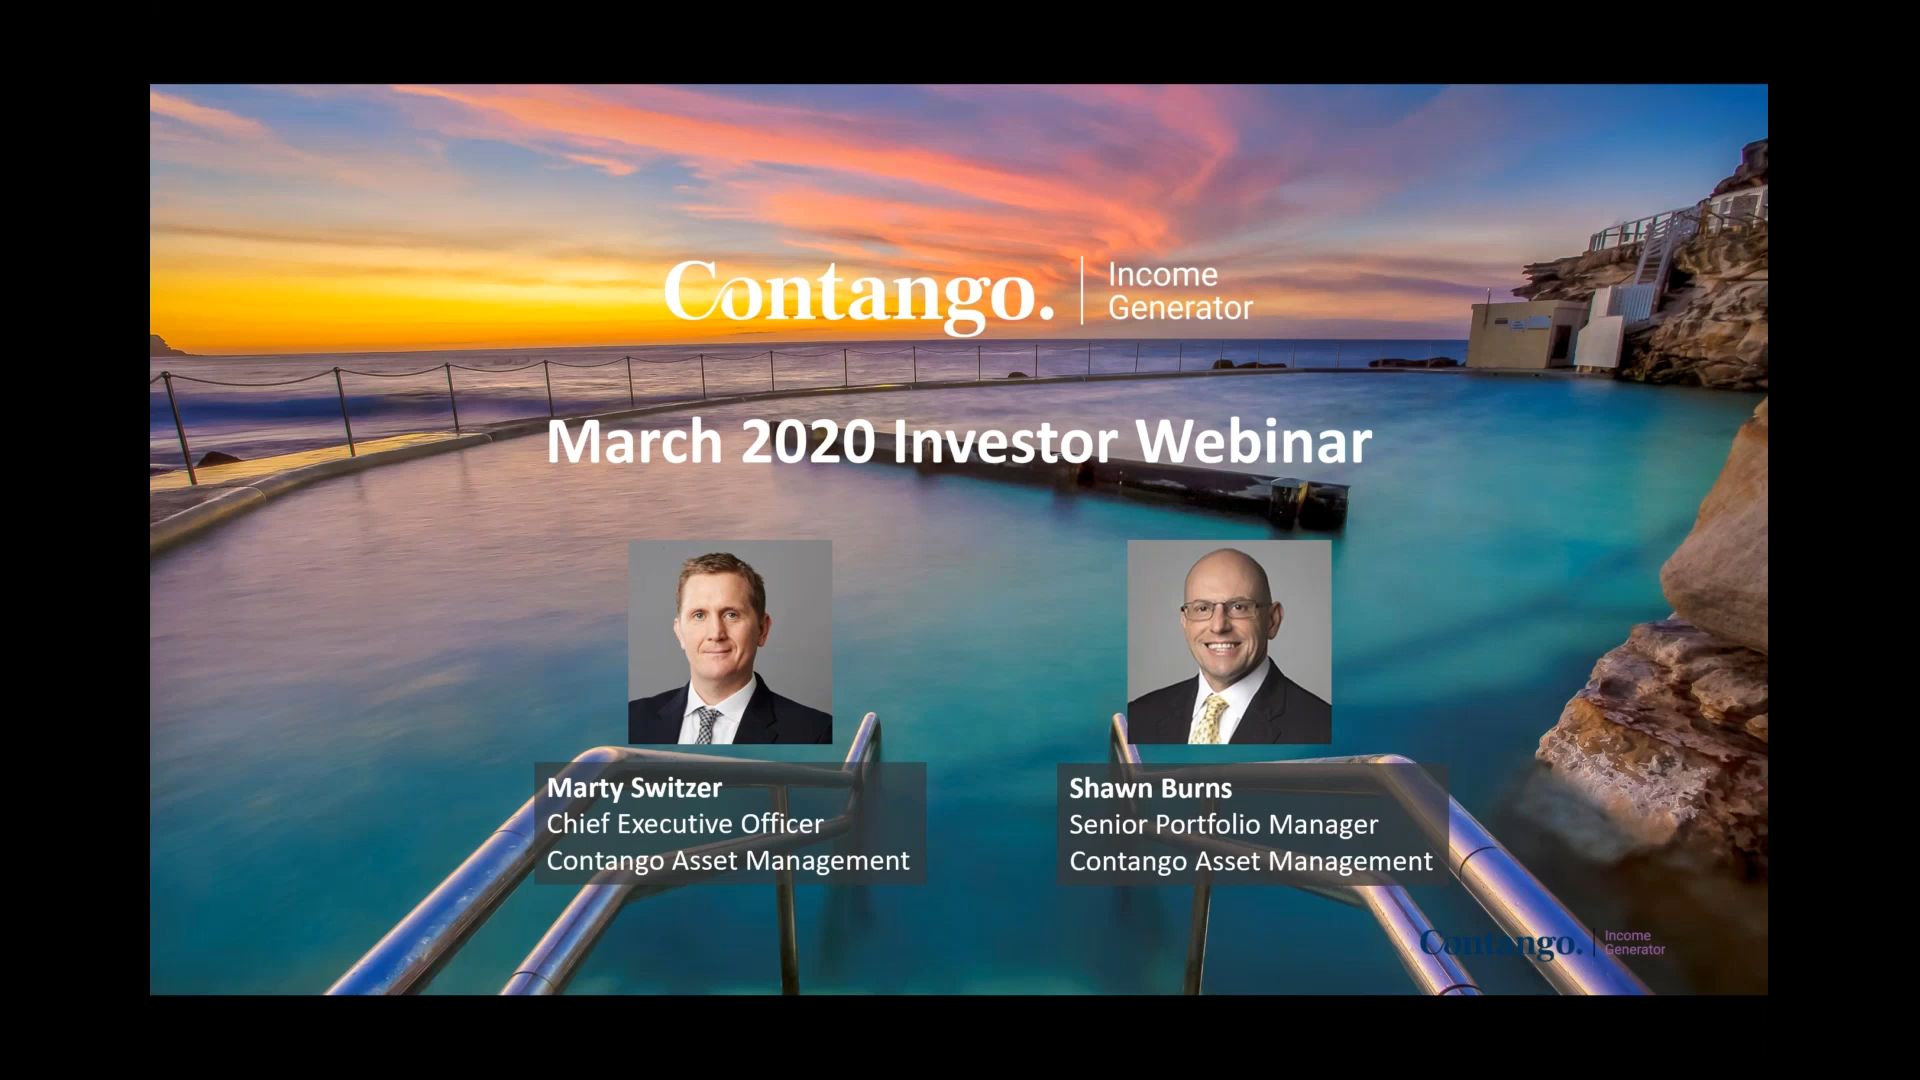 Contango.
Income
Generator
March 2020 Investor Webinar
Marty Switzer
Chief Executive Officer
Contango Asset Management
Shawn Burns
Senior Portfolio Manager
Contango Asset Management
Contango.
Income
Generator